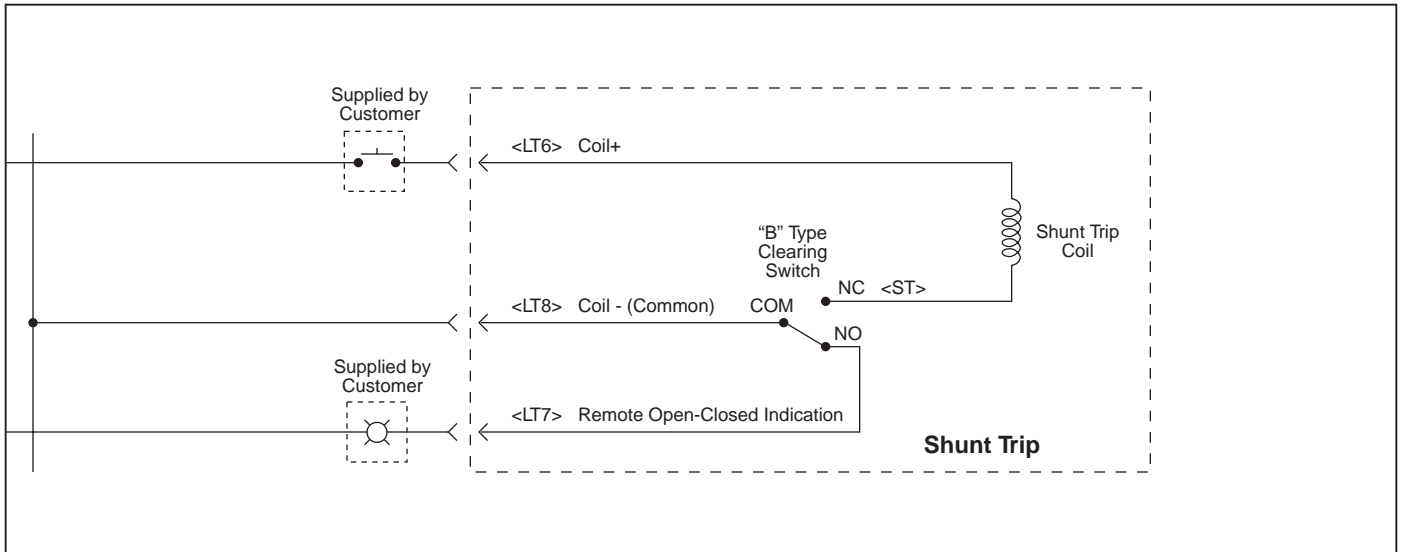 Supplied by
Customer
<LT6> Coil+
"B" Type
Clearing
Switch
Shunt Trip
Coil
NC <ST>
<LT8> Coil - (Common)
COM
NO
Supplied by
Customer
<LT7> Remote Open-Closed Indication
Shunt Trip